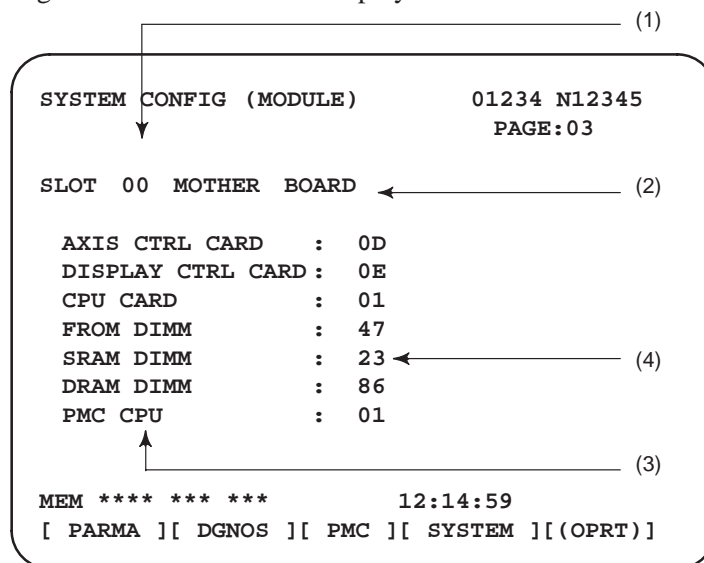 (1)
SYSTEM CONFIG (MODULE) 01234 N12345
PAGE:03
SLOT 00 MOTHER BOARD (2)
AXIS CTRL CARD : 0D
DISPLAY CTRL CARD : 0E
CPU CARD : 01
FROM DIMM : 47
SRAM DIMM : 23 (4)
DRAM DIMM : 86
PMC CPU : 01
(3)
MEM **** *** *** 12:14:59
[ PARMA ][ DGNOS ][ PMC ][ SYSTEM ][(OPRT)]